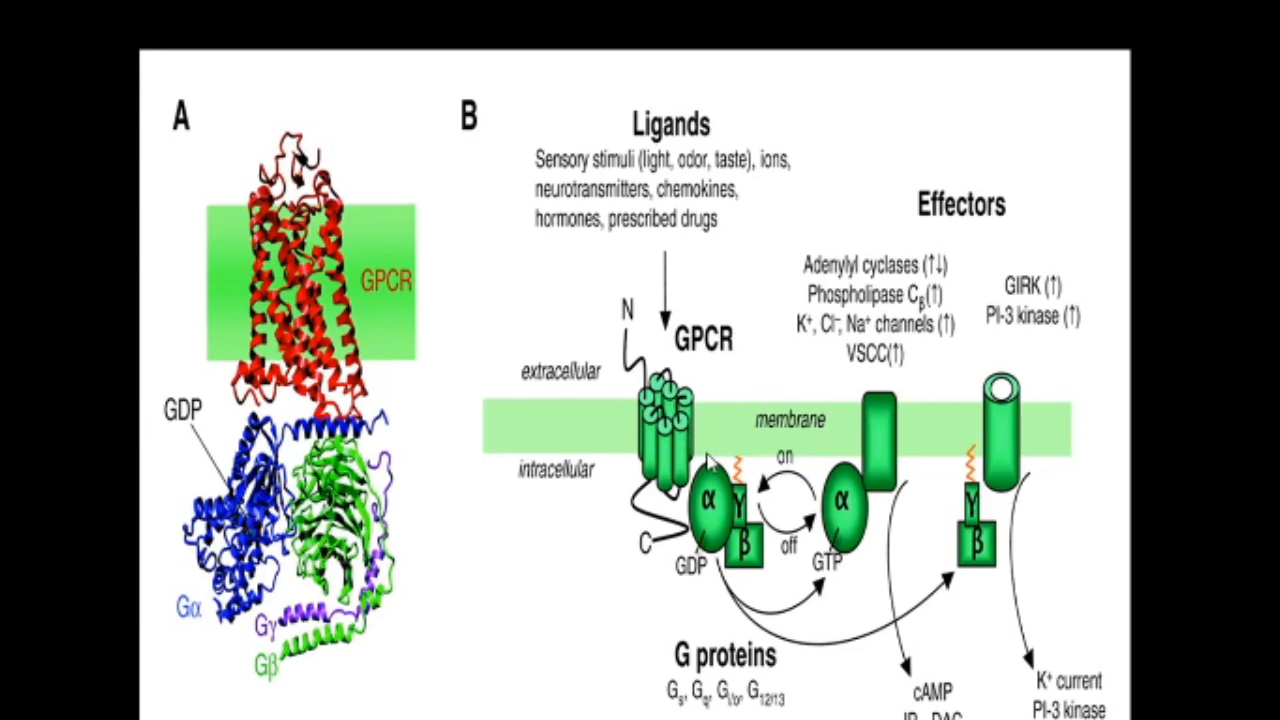 A
GPCR
GDP
Gα
Gγ
Gβ
B
Ligands
Sensory stimuli (light, odor, taste), ions,
neurotransmitters, chemokines,
hormones, prescribed drugs
Effectors
Adenylyl cyclases (↑↓)
Phospholipase Cβ(↑)
K⁺, Cl⁻, Na⁺ channels (↑)
VSCC(↑)
GIRK (↑)
PI-3 kinase (↑)
N
GPCR
extracellular
membrane
intracellular
on
off
α
γ
β
GDP
C
α
GTP
γ
β
G proteins
Gs, Gq, Gi/o, G12/13
cAMP
K⁺ current
PI-3 kinase